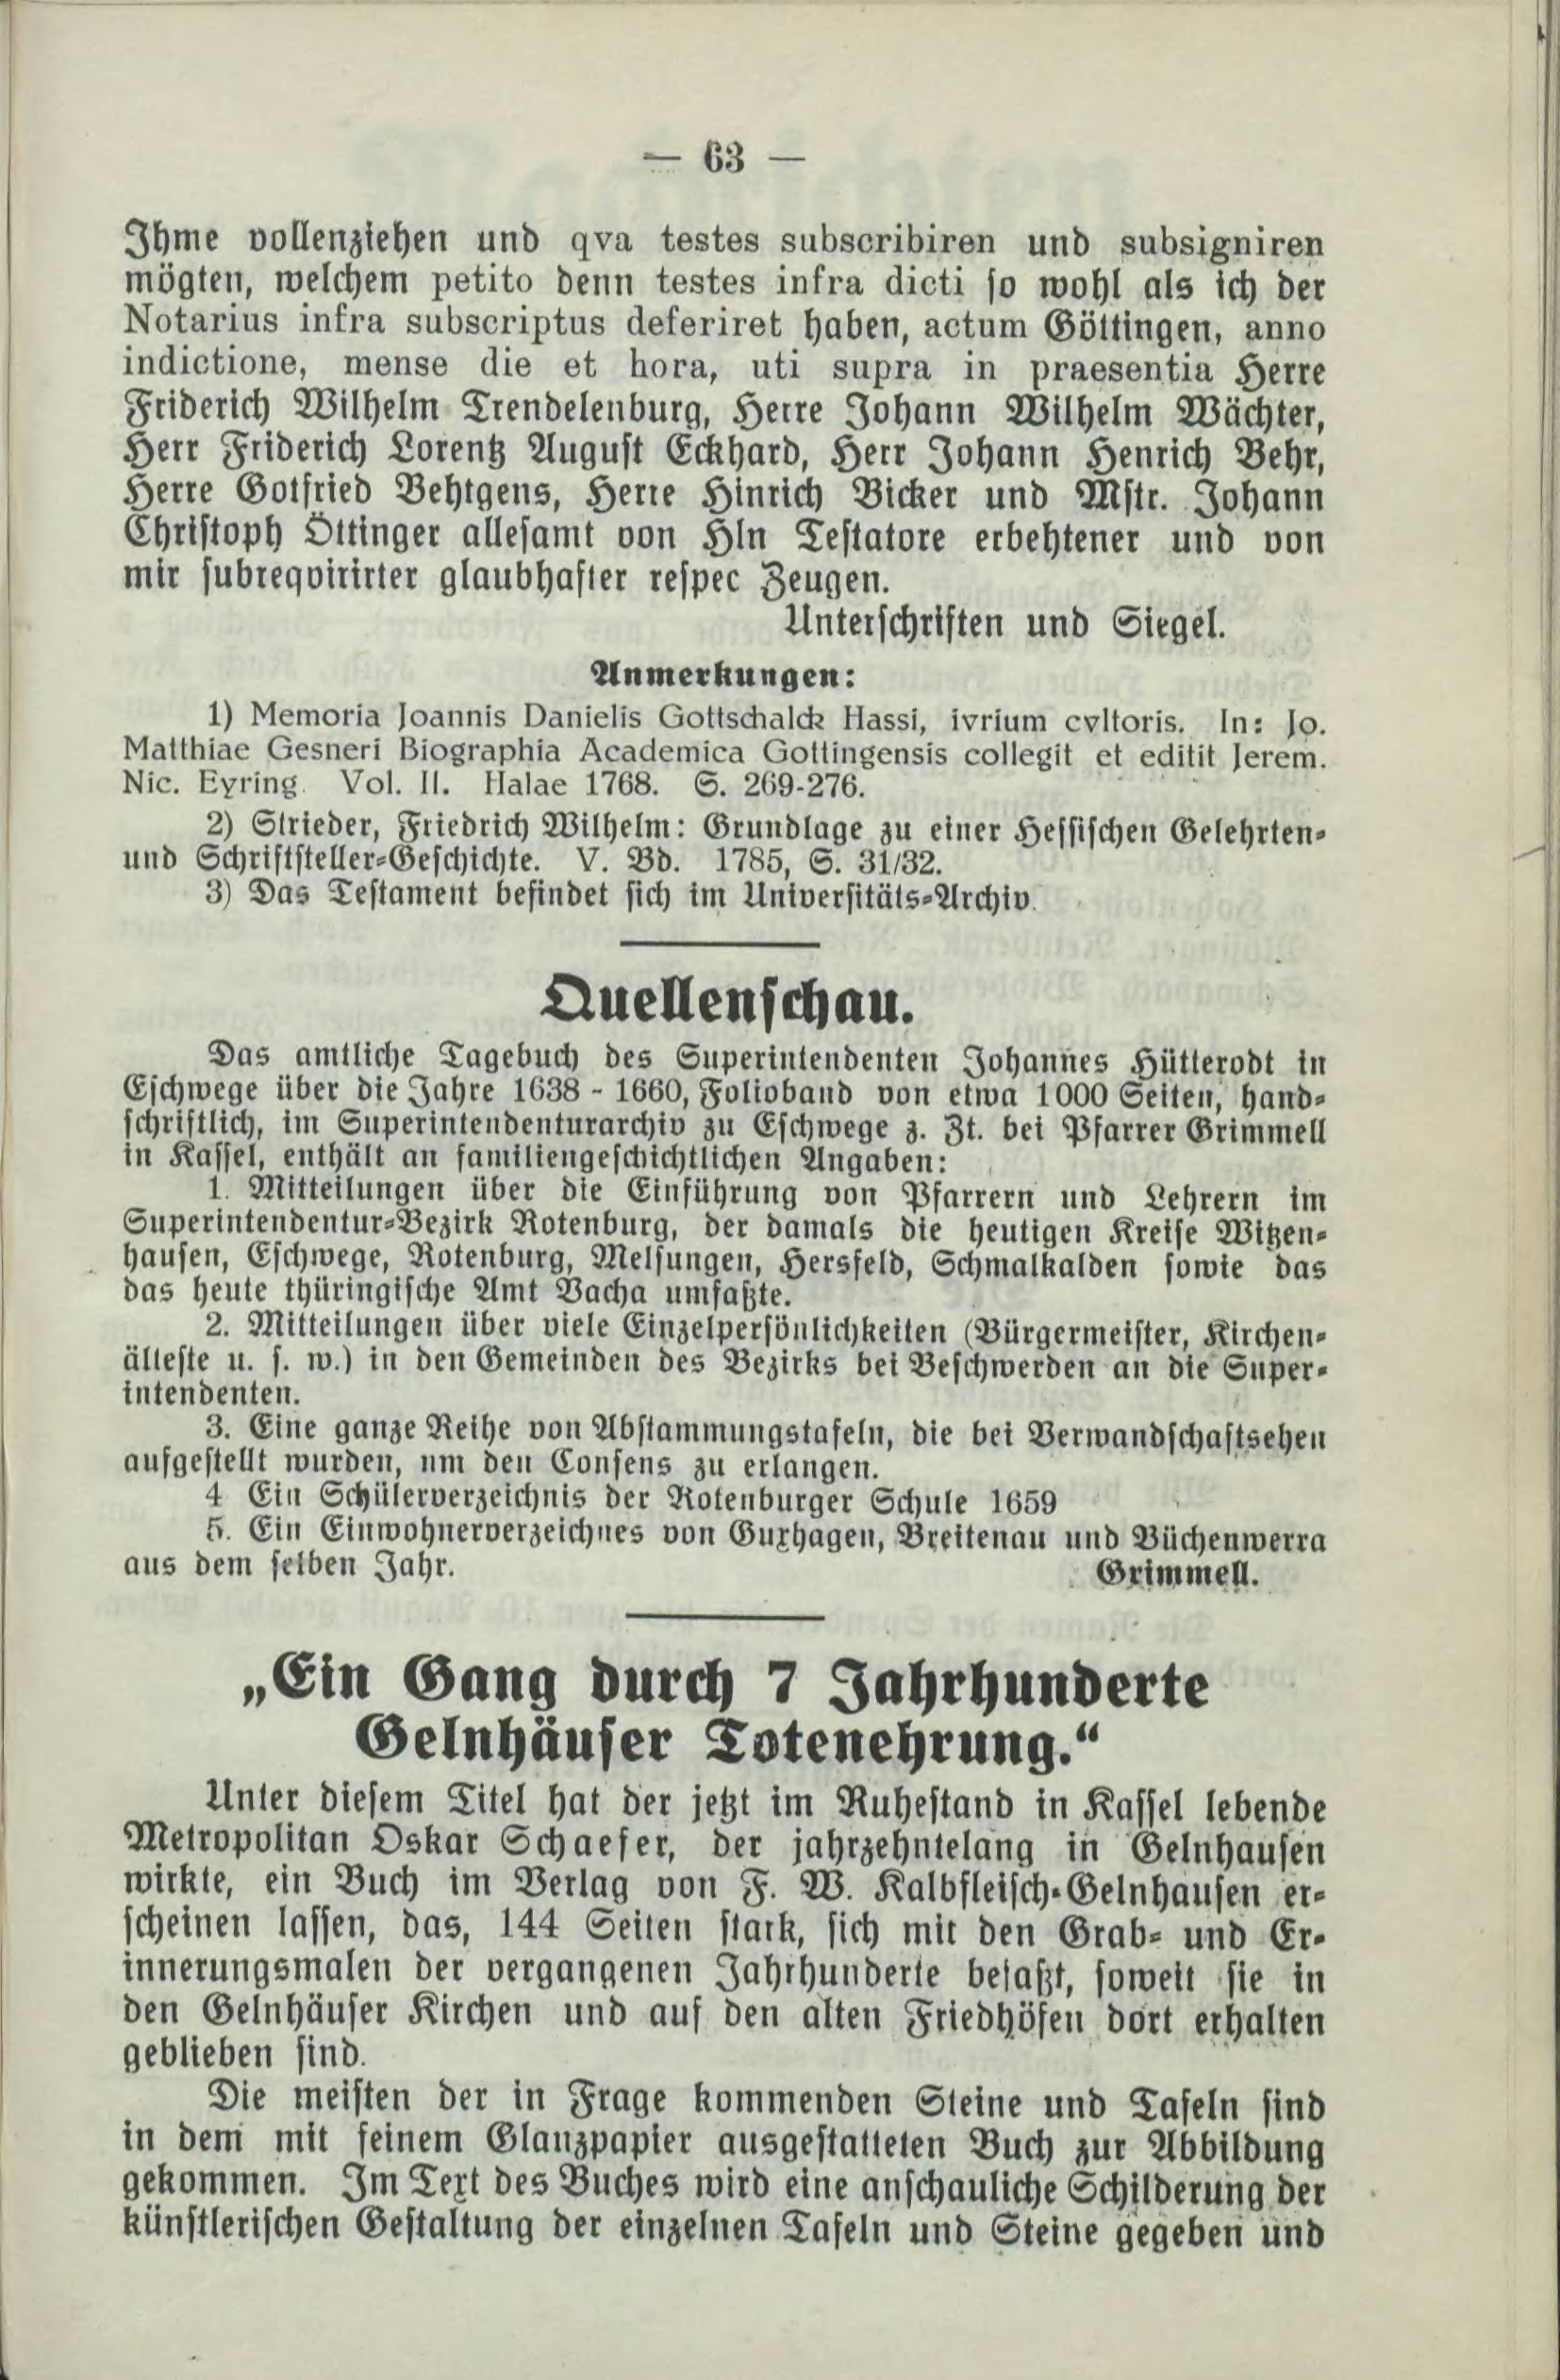 — 63 —
Ihme vollenziehen und qva testes subscribiren und subsigniren
mögten, welchem petito denn testes infra dicti so wohl als ich der
Notarius infra subscriptus deferiret haben, actum Göttingen, anno
indictione, mense die et hora, uti supra in praesentia Herre
Friderich Wilhelm Trendelenburg, Herre Johann Wilhelm Wächter,
Herr Friderich Lorentz August Eckhard, Herr Johann Henrich Behr,
Herre Gotfried Behtgens, Herre Hinrich Bicker und Mstr. Johann
Christoph Öttinger allesamt von Hln Testatore erbehtener und von
mir subrequirirter glaubhafter respec Zeugen.
Unterschriften und Siegel.
Anmerkungen:
1) Memoria Joannis Danielis Gottschalck Hassi, ivrium cvltoris. In: Jo.
Matthiae Gesneri Biographia Academica Gottingensis collegit et editit Jerem.
Nic. Eyring. Vol. II. Halae 1768. S. 269-276.
2) Strieder, Friedrich Wilhelm: Grundlage zu einer Hessischen Gelehrten-
und Schriftsteller-Geschichte. V. Bd. 1785, S. 31/32.
3) Das Testament befindet sich im Universitäts-Archiv.
Quellenschau.
Das amtliche Tagebuch des Superintendenten Johannes Hütterodt in
Eschwege über die Jahre 1638 - 1660, Folioband von etwa 1000 Seiten, hand-
schriftlich, im Superintendenturarchiv zu Eschwege z. Zt. bei Pfarrer Grimmell
in Kassel, enthält an familiengeschichtlichen Angaben:
1. Mitteilungen über die Einführung von Pfarrern und Lehrern im
Superintendentur-Bezirk Rotenburg, der damals die heutigen Kreise Witzen-
hausen, Eschwege, Rotenburg, Melsungen, Hersfeld, Schmalkalden sowie das
das heute thüringische Amt Vacha umfaßte.
2. Mitteilungen über viele Einzelpersönlichkeiten (Bürgermeister, Kirchen-
älteste u. s. w.) in den Gemeinden des Bezirks bei Beschwerden an die Super-
intendenten.
3. Eine ganze Reihe von Abstammungstafeln, die bei Verwandschaftsehen
aufgestellt wurden, um den Consens zu erlangen.
4 Ein Schülerverzeichnis der Rotenburger Schule 1659
5. Ein Einwohnerverzeichnes von Guxhagen, Breitenau und Büchenwerra
aus dem selben Jahr.
Grimmell.
„Ein Gang durch 7 Jahrhunderte
Gelnhäuser Totenehrung.“
Unter diesem Titel hat der jetzt im Ruhestand in Kassel lebende
Metropolitan Oskar Schaefer, der jahrzehntelang in Gelnhausen
wirkte, ein Buch im Verlag von F. W. Kalbfleisch-Gelnhausen er-
scheinen lassen, das, 144 Seiten stark, sich mit den Grab- und Er-
innerungsmalen der vergangenen Jahrhunderte befaßt, soweit sie in
den Gelnhäuser Kirchen und auf den alten Friedhöfen dort erhalten
geblieben sind.
Die meisten der in Frage kommenden Steine und Tafeln sind
in dem mit feinem Glanzpapier ausgestatteten Buch zur Abbildung
gekommen. Im Text des Buches wird eine anschauliche Schilderung der
künstlerischen Gestaltung der einzelnen Tafeln und Steine gegeben und